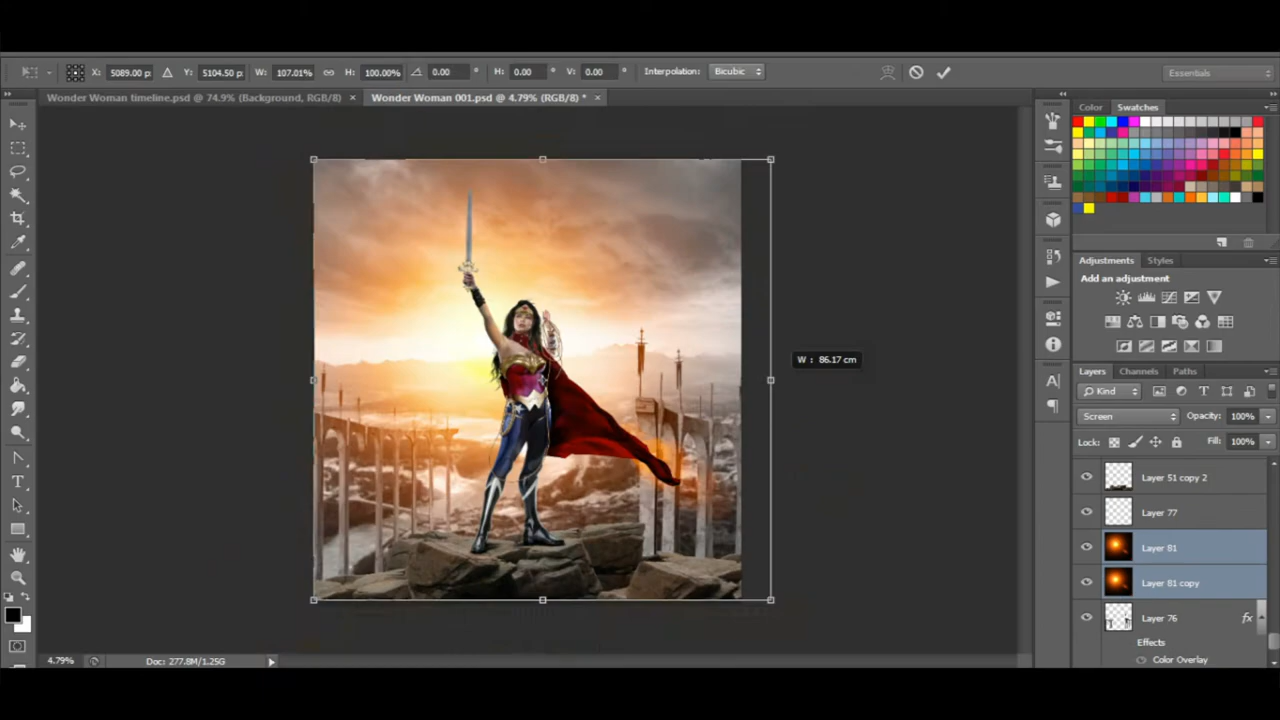 X: 5089.00 p: Y: 5104.50 p: W: 107.01% H: 100.00% 0.00 ° H: 0.00 ° V: 0.00 ° Interpolation: Bicubic Essentials
Wonder Woman timeline.psd @ 74.9% (Background, RGB/8) × Wonder Woman 001.psd @ 4.79% (RGB/8) * ×
Color Swatches
Adjustments Styles
Add an adjustment
W : 86.17 cm
Layers Channels Paths
Kind
Screen Opacity: 100%
Lock: Fill: 100%
Layer 51 copy 2
Layer 77
Layer 81
Layer 81 copy
Layer 76 fx
Effects
Color Overlay
4.79% Doc: 277.8M/1.25G